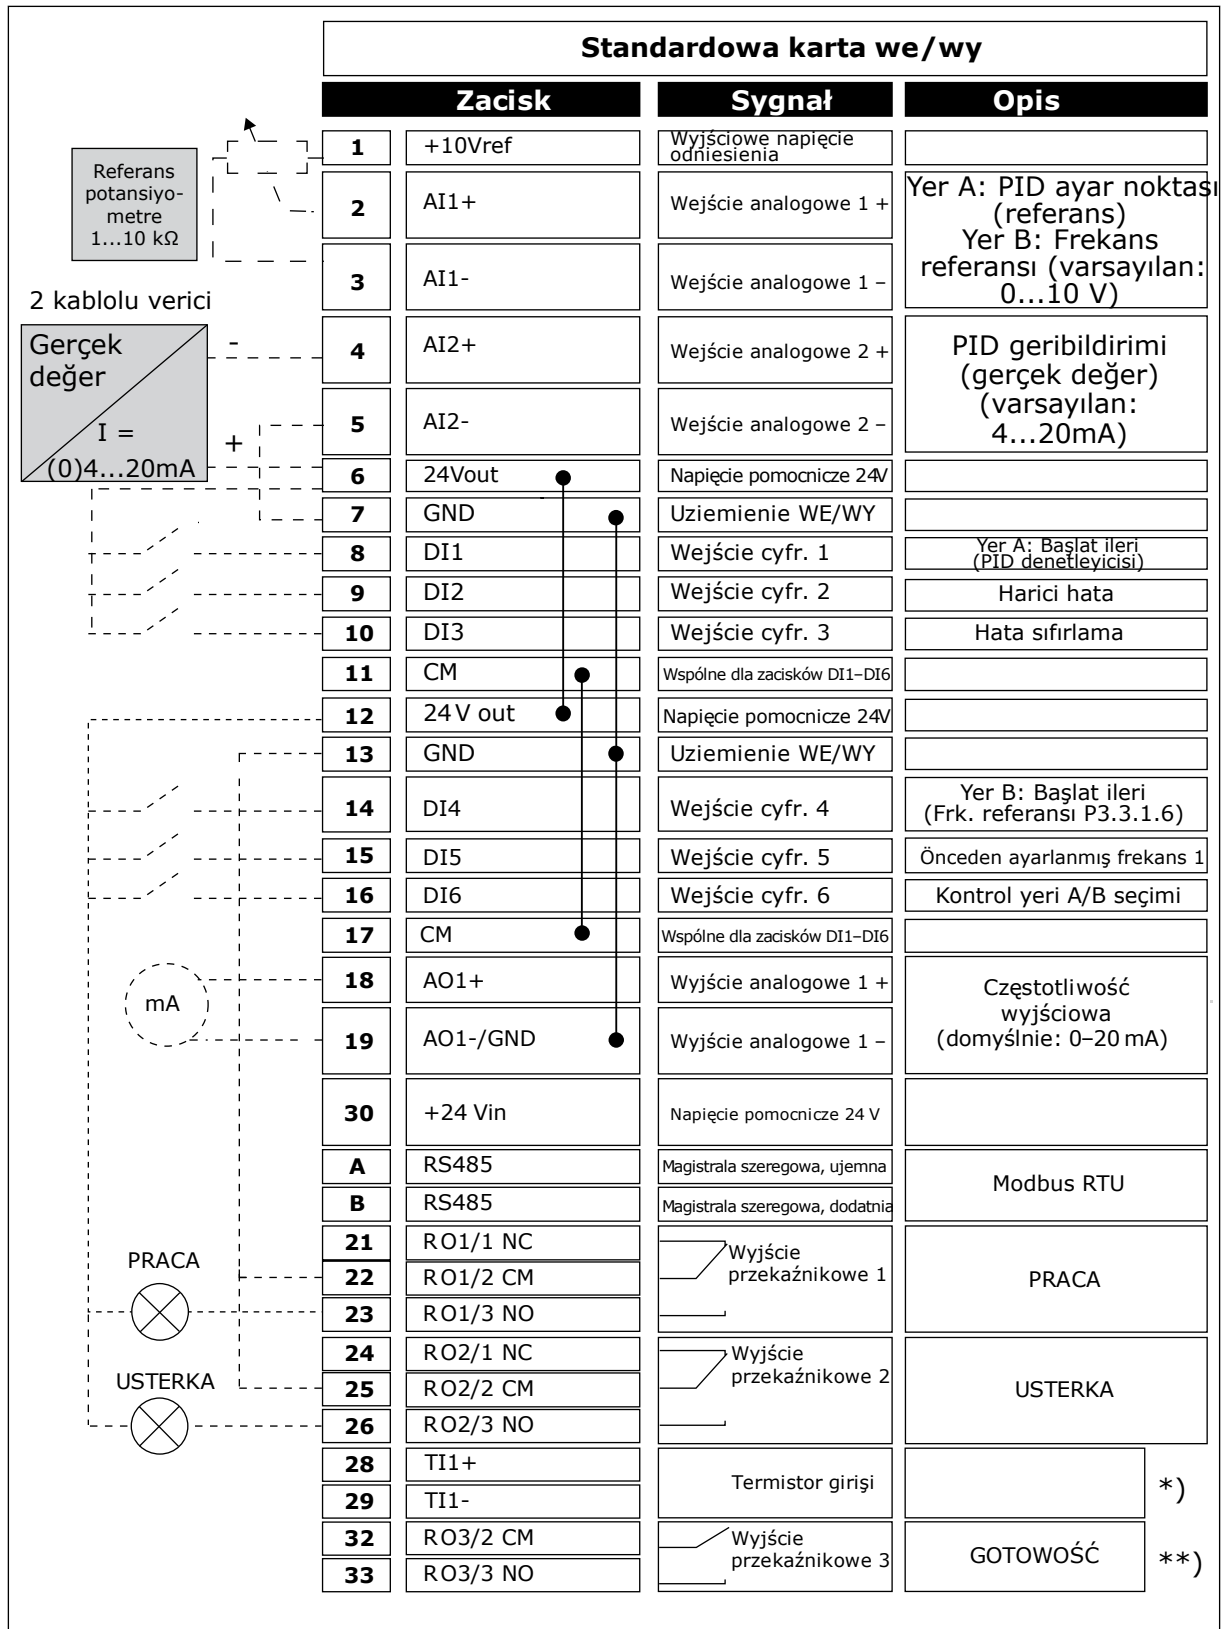 Standardowa karta we/wy
Zacisk Sygnał Opis
Referans
potansiyo-
metre
1...10 kΩ
1 +10Vref Wyjściowe napięcie
odniesienia
2 AI1+ Wejście analogowe 1 +
3 AI1- Wejście analogowe 1 –
Yer A: PID ayar noktası
(referans)
Yer B: Frekans
referansı (varsayılan:
0...10 V)
2 kablolu verici
Gerçek
değer
I =
(0)4...20mA
-
+
4 AI2+ Wejście analogowe 2 +
5 AI2- Wejście analogowe 2 –
PID geribildirimi
(gerçek değer)
(varsayılan:
4...20mA)
6 24Vout Napięcie pomocnicze 24V
7 GND Uziemienie WE/WY
8 DI1 Wejście cyfr. 1 Yer A: Başlat ileri
(PID denetleyicisi)
9 DI2 Wejście cyfr. 2 Harici hata
10 DI3 Wejście cyfr. 3 Hata sıfırlama
11 CM Wspólne dla zacisków DI1–DI6
12 24V out Napięcie pomocnicze 24V
13 GND Uziemienie WE/WY
14 DI4 Wejście cyfr. 4 Yer B: Başlat ileri
(Frk. referansı P3.3.1.6)
15 DI5 Wejście cyfr. 5 Önceden ayarlanmış frekans 1
16 DI6 Wejście cyfr. 6 Kontrol yeri A/B seçimi
17 CM Wspólne dla zacisków DI1–DI6
mA
18 AO1+ Wyjście analogowe 1 +
19 AO1-/GND Wyjście analogowe 1 –
Częstotliwość
wyjściowa
(domyślnie: 0–20 mA)
30 +24 Vin Napięcie pomocnicze 24 V
A RS485 Magistrala szeregowa, ujemna
B RS485 Magistrala szeregowa, dodatnia
Modbus RTU
PRACA
21 RO1/1 NC
22 RO1/2 CM
23 RO1/3 NO
Wyjście
przekaźnikowe 1
PRACA
USTERKA
24 RO2/1 NC
25 RO2/2 CM
26 RO2/3 NO
Wyjście
przekaźnikowe 2
USTERKA
28 TI1+
29 TI1-
Termistor girişi
*)
32 RO3/2 CM
33 RO3/3 NO
Wyjście
przekaźnikowe 3
GOTOWOŚĆ
**)